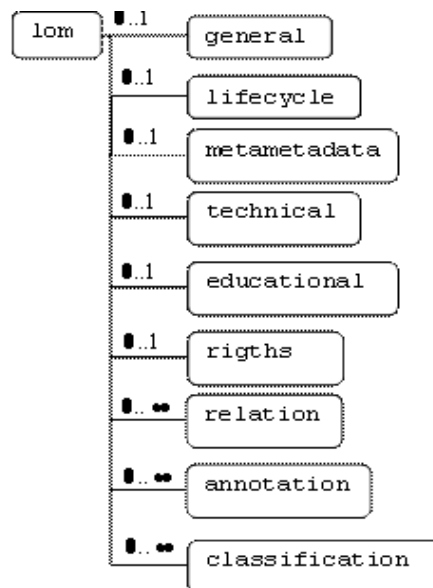 lom
0..1
general
0..1
lifecycle
0..1
metametadata
0..1
technical
0..1
educational
0..1
rigths
0.. ∞
relation
0.. ∞
annotation
0.. ∞
classification